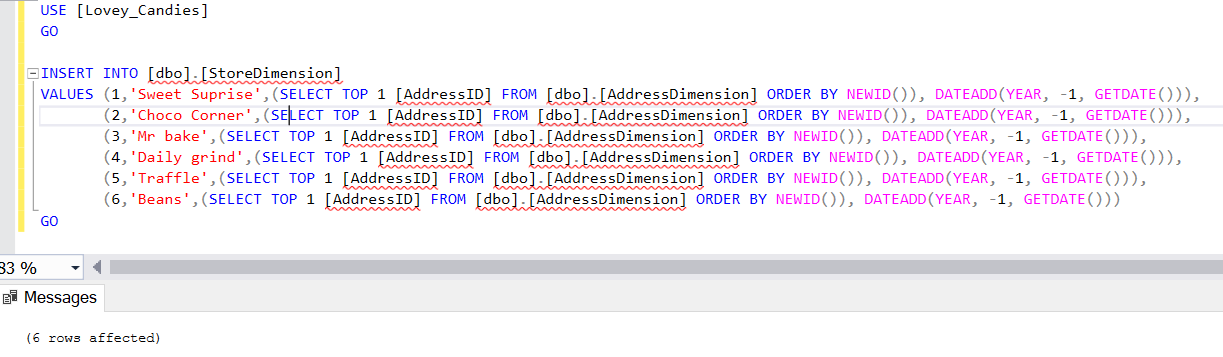 USE [Lovey_Candies]
GO
INSERT INTO [dbo].[StoreDimension]
VALUES (1,'Sweet Suprise',(SELECT TOP 1 [AddressID] FROM [dbo].[AddressDimension] ORDER BY NEWID()), DATEADD(YEAR, -1, GETDATE())),
(2,'Choco Corner',(SELECT TOP 1 [AddressID] FROM [dbo].[AddressDimension] ORDER BY NEWID()), DATEADD(YEAR, -1, GETDATE())),
(3,'Mr bake',(SELECT TOP 1 [AddressID] FROM [dbo].[AddressDimension] ORDER BY NEWID()), DATEADD(YEAR, -1, GETDATE())),
(4,'Daily grind',(SELECT TOP 1 [AddressID] FROM [dbo].[AddressDimension] ORDER BY NEWID()), DATEADD(YEAR, -1, GETDATE())),
(5,'Traffle',(SELECT TOP 1 [AddressID] FROM [dbo].[AddressDimension] ORDER BY NEWID()), DATEADD(YEAR, -1, GETDATE())),
(6,'Beans',(SELECT TOP 1 [AddressID] FROM [dbo].[AddressDimension] ORDER BY NEWID()), DATEADD(YEAR, -1, GETDATE()))
GO
83 %
Messages
(6 rows affected)